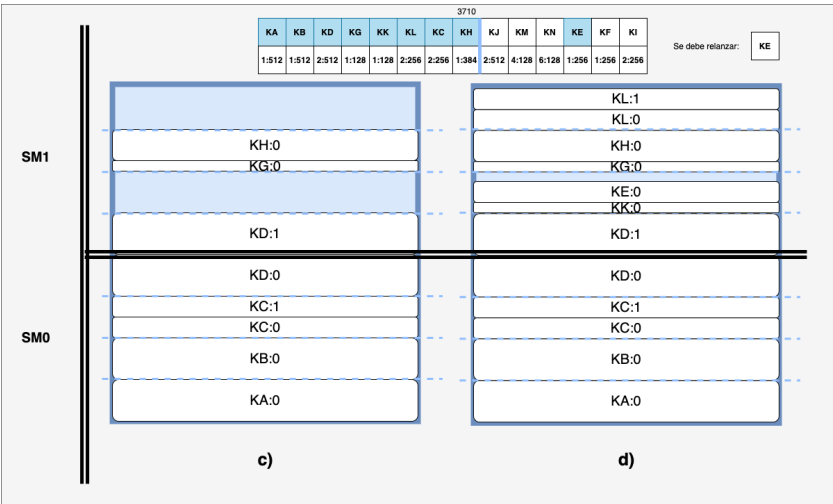 3710
KA KB KD KG KK KL KC KH KJ KM KN KE KF KI
1:512 1:512 2:512 1:128 1:128 2:256 2:256 1:384 2:512 4:128 6:128 1:256 1:256 2:256
Se debe relanzar: KE
SM1
KH:0
KG:0
KD:1
KL:1
KL:0
KH:0
KG:0
KE:0
KK:0
KD:1
SM0
KD:0
KC:1
KC:0
KB:0
KA:0
KD:0
KC:1
KC:0
KB:0
KA:0
c)
d)